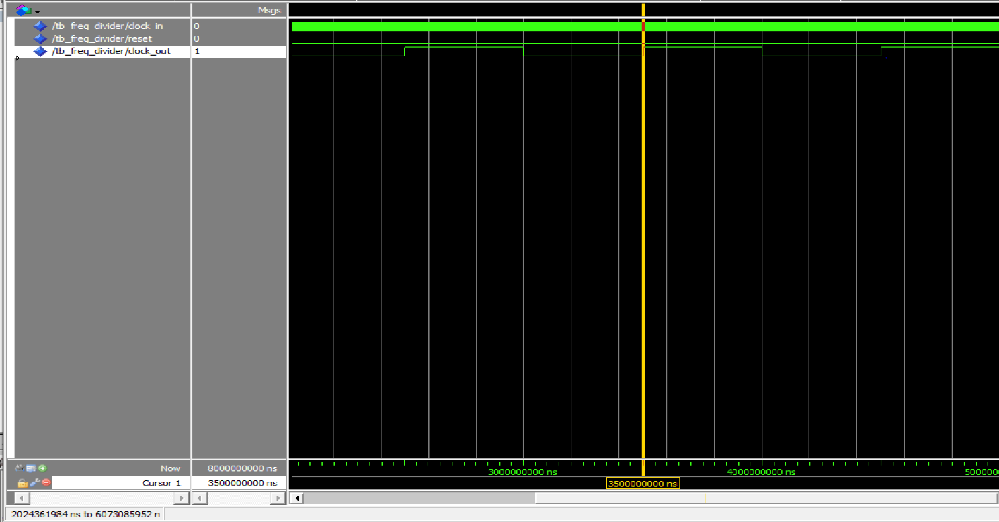 Msgs
/tb_freq_divider/clock_in 0
/tb_freq_divider/reset 0
/tb_freq_divider/clock_out 1
Now 8000000000 ns 3000000000 ns 4000000000 ns 500000
Cursor 1 3500000000 ns 3500000000 ns
2024361984 ns to 6073085952 n